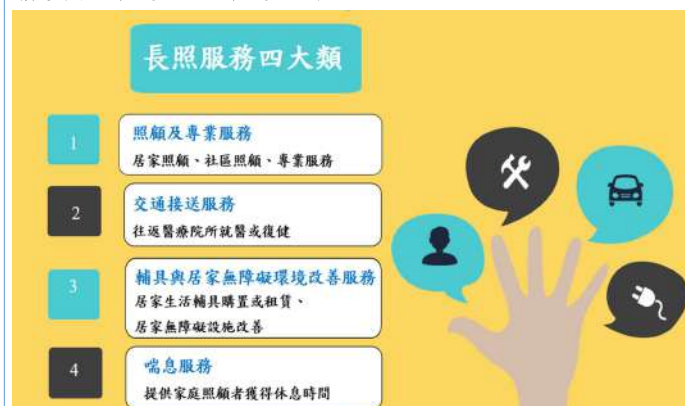 長照服務四大類
1
照顧及專業服務
居家照顧、社區照顧、專業服務
2
交通接送服務
往返醫療院所就醫或復健
3
輔具與居家無障礙環境改善服務
居家生活輔具購置或租賃、
居家無障礙設施改善
4
喘息服務
提供家庭照顧者獲得休息時間